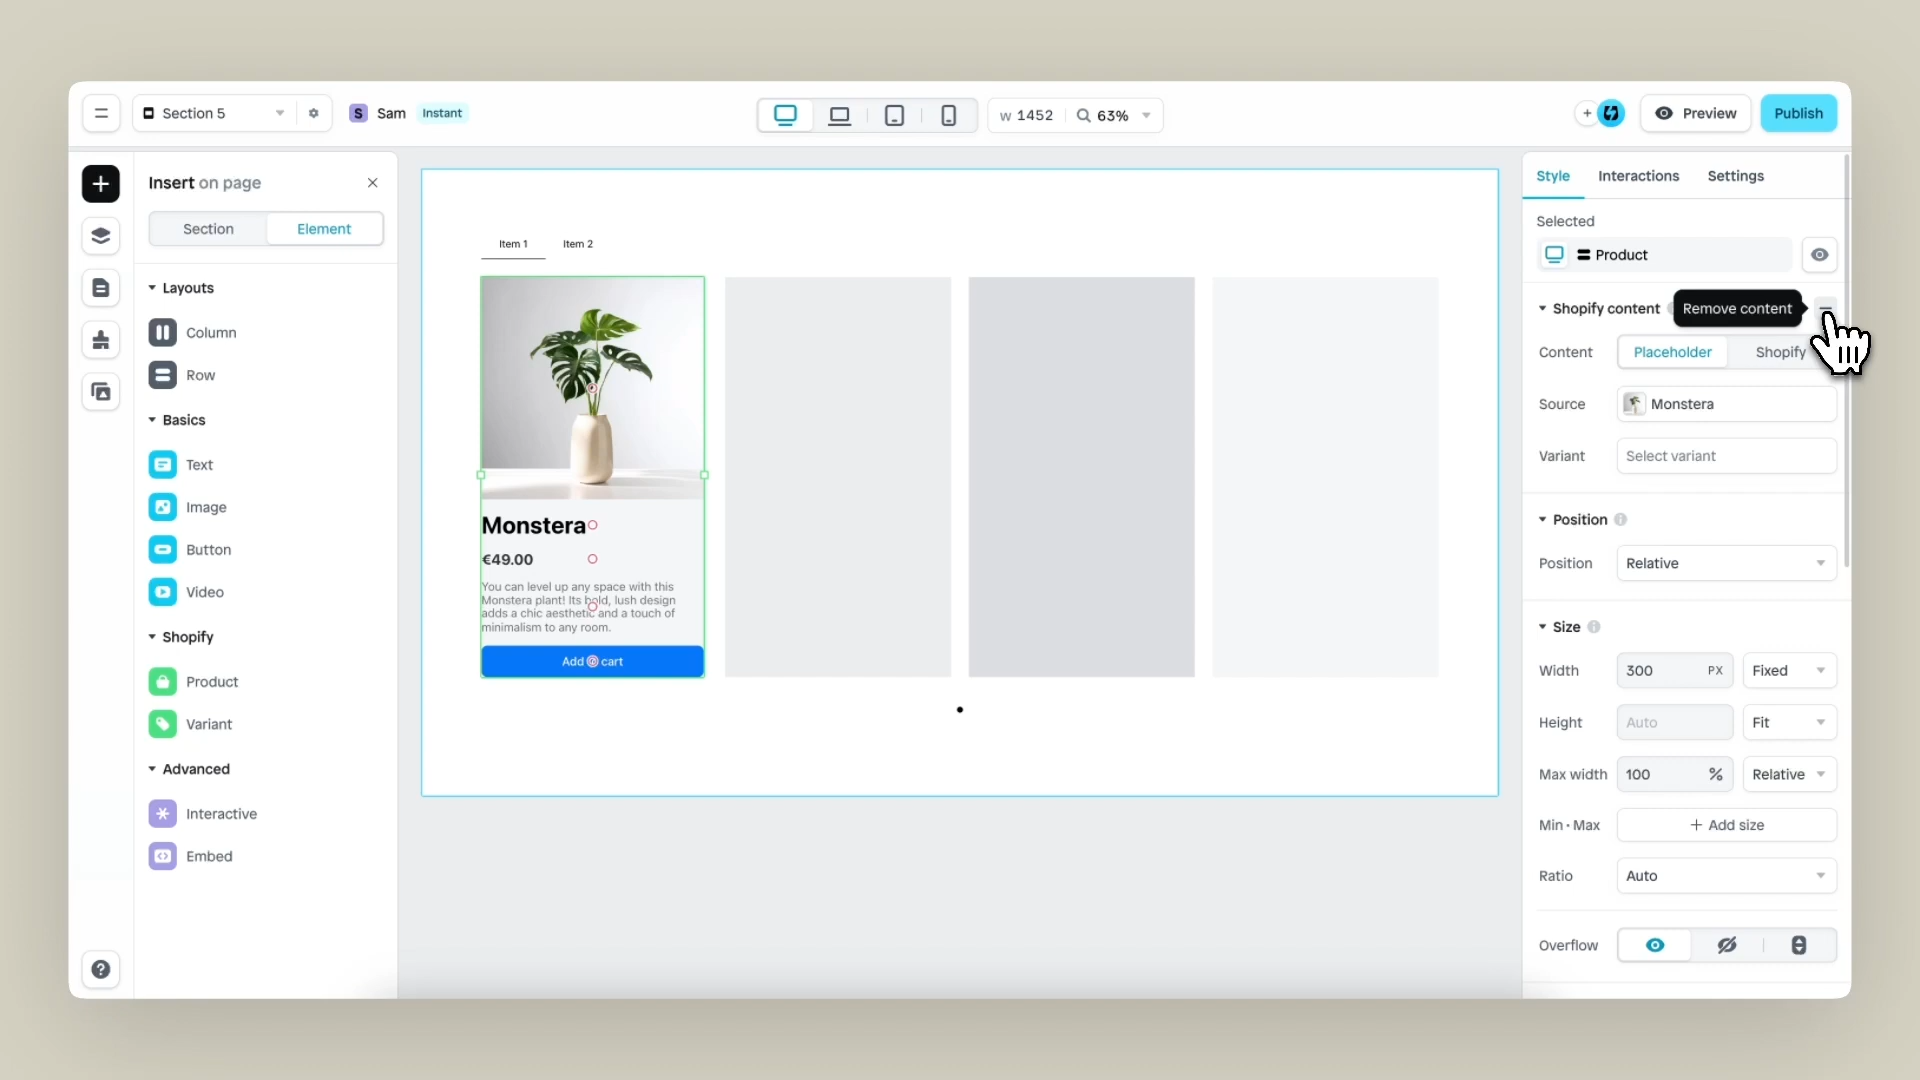 Section 5
S Sam Instant
W 1452
63%
Preview
Publish
Insert on page
Section Element
Layouts
Column
Row
Basics
Text
Image
Button
Video
Shopify
Product
Variant
Advanced
Interactive
Embed
Item 1 Item 2
Monstera
€49.00
You can level up any space with this
Monstera plant! Its bold, lush design
adds a chic aesthetic and a touch of
minimalism to any room.
Add cart
Style Interactions Settings
Selected
Product
Shopify content
Remove content
Content Placeholder Shopify
Source Monstera
Variant Select variant
Position
Position Relative
Size
Width 300 PX Fixed
Height Auto Fit
Max width 100 % Relative
Min · Max + Add size
Ratio Auto
Overflow